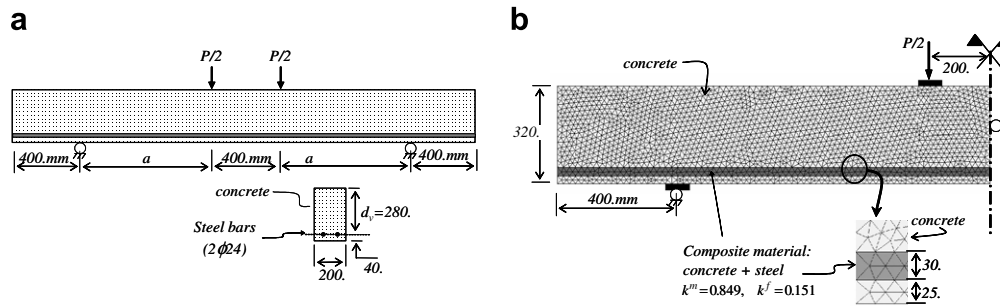 a
P/2 P/2
400.mm a 400.mm a 400.mm
concrete
dv=280.
Steel bars
(2ϕ24)
200. 40.
b
P/2
200.
concrete
320.
400.mm
concrete
Composite material:
concrete + steel
k^m=0.849, k^f=0.151
30.
25.